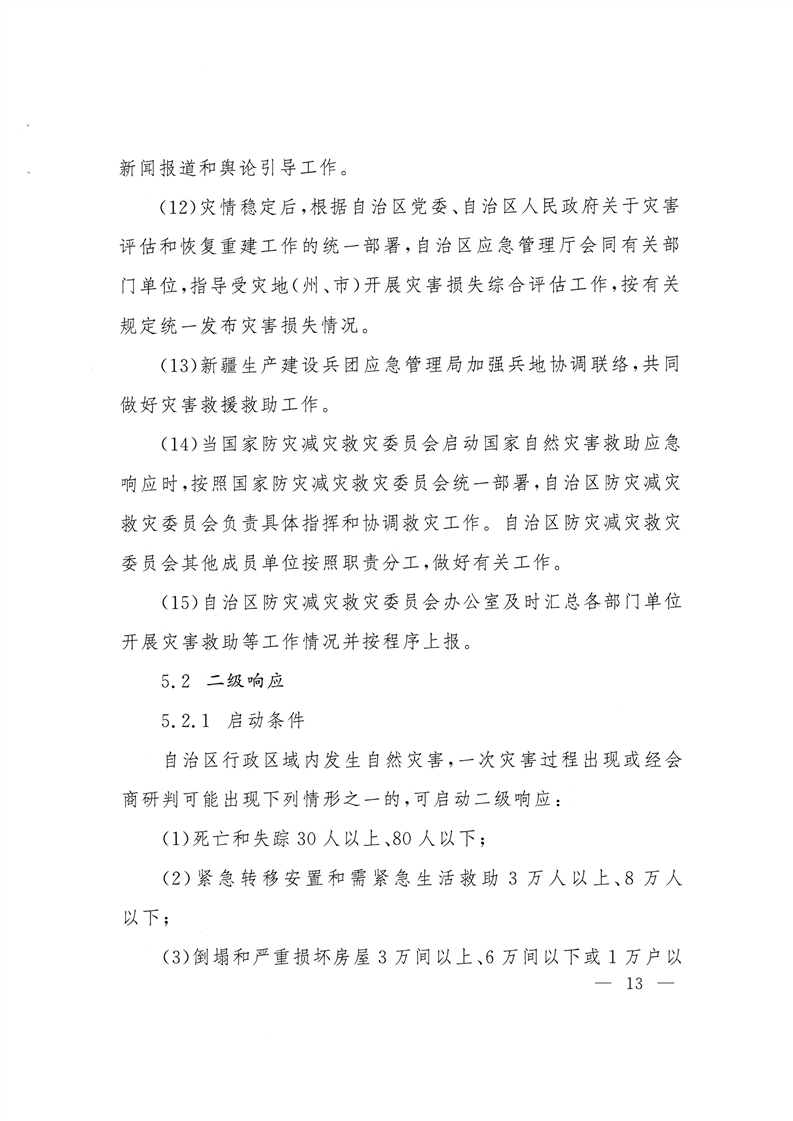 新闻报道和舆论引导工作。
(12)灾情稳定后,根据自治区党委、自治区人民政府关于灾害
评估和恢复重建工作的统一部署,自治区应急管理厅会同有关部
门单位,指导受灾地(州、市)开展灾害损失综合评估工作,按有关
规定统一发布灾害损失情况。
(13)新疆生产建设兵团应急管理局加强兵地协调联络,共同
做好灾害救援救助工作。
(14)当国家防灾减灾救灾委员会启动国家自然灾害救助应急
响应时,按照国家防灾减灾救灾委员会统一部署,自治区防灾减灾
救灾委员会负责具体指挥和协调救灾工作。自治区防灾减灾救灾
委员会其他成员单位按照职责分工,做好有关工作。
(15)自治区防灾减灾救灾委员会办公室及时汇总各部门单位
开展灾害救助等工作情况并按程序上报。
5.2 二级响应
5.2.1 启动条件
自治区行政区域内发生自然灾害,一次灾害过程出现或经会
商研判可能出现下列情形之一的,可启动二级响应:
(1)死亡和失踪30人以上、80人以下;
(2)紧急转移安置和需紧急生活救助3万人以上、8万人
以下;
(3)倒塌和严重损坏房屋3万间以上、6万间以下或1万户以
— 13 —